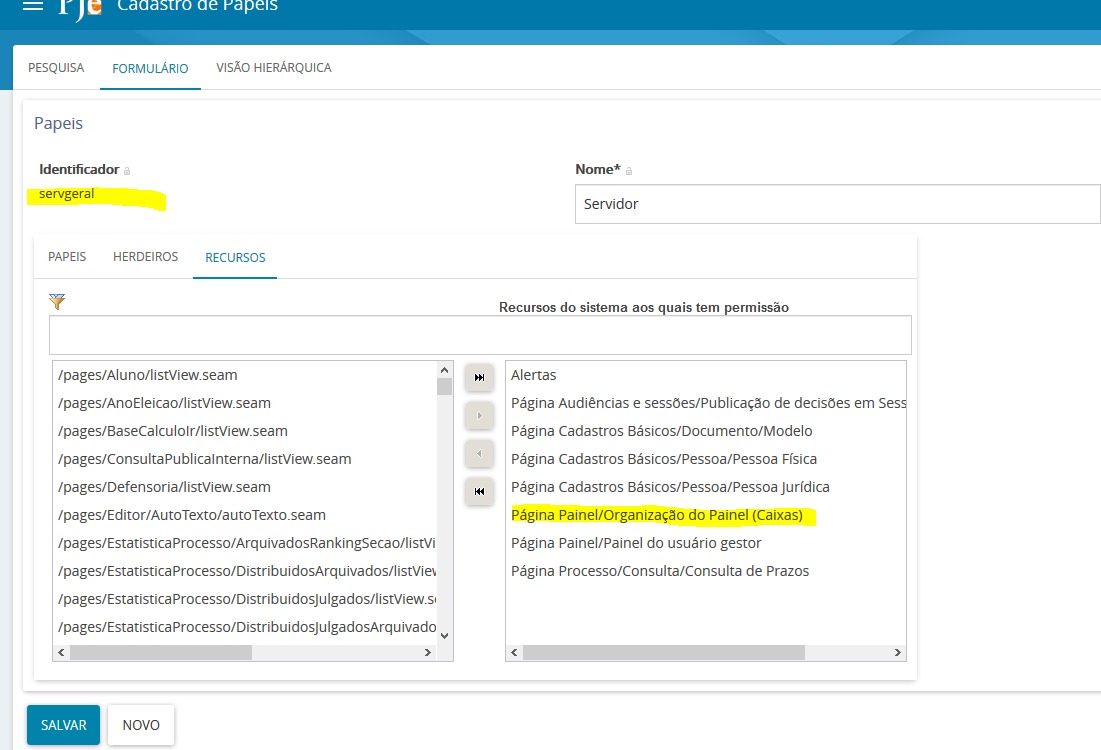 PJe Cadastro de Papeis
PESQUISA FORMULÁRIO VISÃO HIERÁRQUICA
Papeis
Identificador
servgeral
Nome*
Servidor
PAPEIS HERDEIROS RECURSOS
Recursos do sistema aos quais tem permissão
/pages/Aluno/listView.seam
/pages/AnoEleicao/listView.seam
/pages/BaseCalculoIr/listView.seam
/pages/ConsultaPublicaInterna/listView.seam
/pages/Defensoria/listView.seam
/pages/Editor/AutoTexto/autoTexto.seam
/pages/EstatisticaProcesso/ArquivadosRankingSecao/listVi
/pages/EstatisticaProcesso/DistribuidosArquivados/listView
/pages/EstatisticaProcesso/DistribuidosJulgados/listView.s
/pages/EstatisticaProcesso/DistribuidosJulgadosArquivado
Alertas
Página Audiências e sessões/Publicação de decisões em Sess
Página Cadastros Básicos/Documento/Modelo
Página Cadastros Básicos/Pessoa/Pessoa Física
Página Cadastros Básicos/Pessoa/Pessoa Jurídica
Página Painel/Organização do Painel (Caixas)
Página Painel/Painel do usuário gestor
Página Processo/Consulta/Consulta de Prazos
SALVAR NOVO